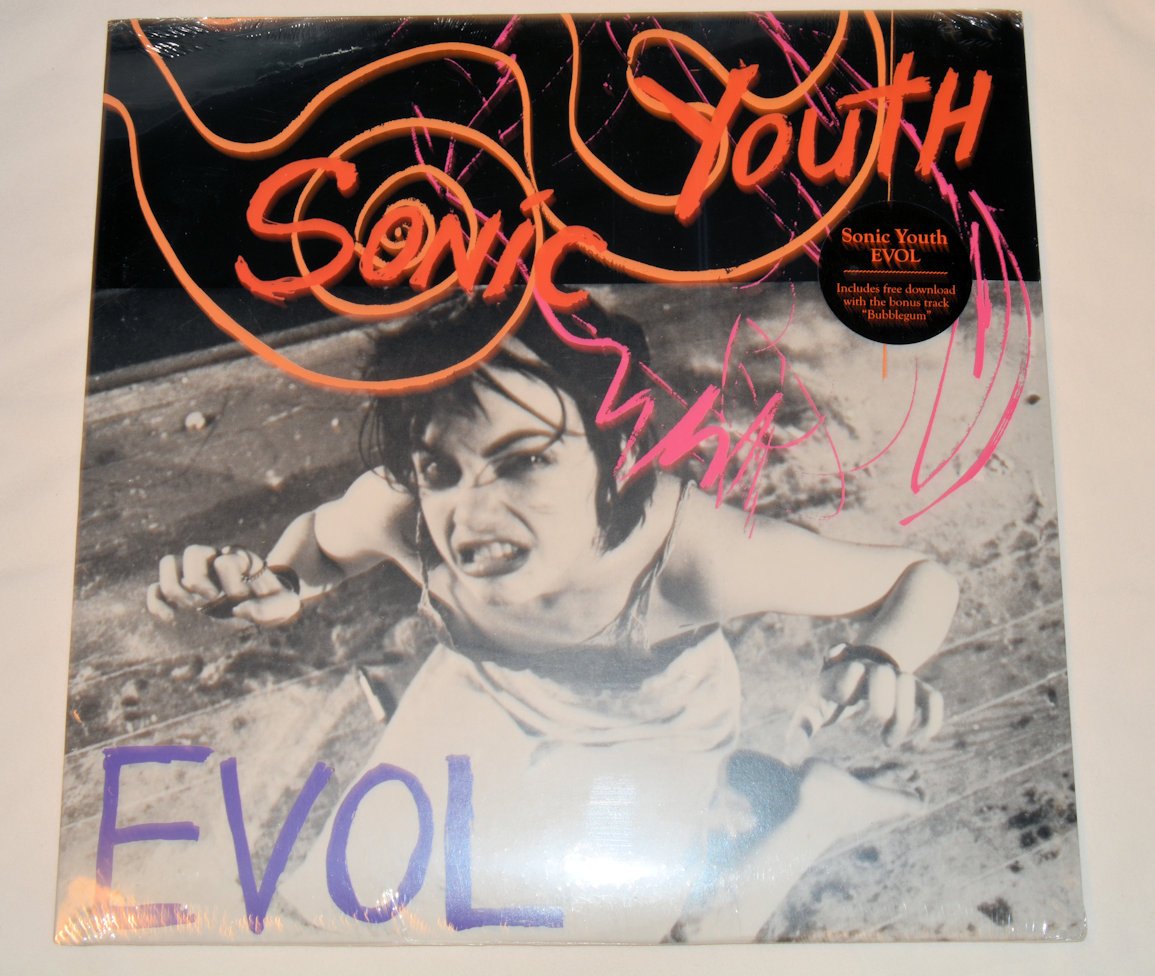 Sonic Youth
Sonic Youth
EVOL
Includes free download
with the bonus track
"Bubblegum"
EVOL